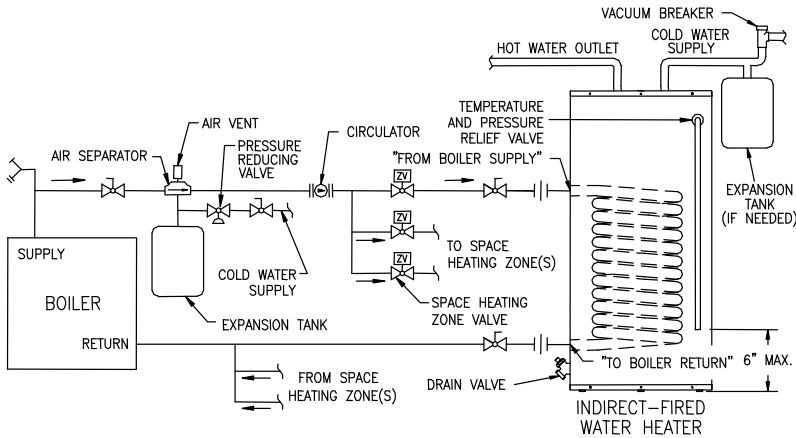 VACUUM BREAKER
HOT WATER OUTLET
COLD WATER
SUPPLY
TEMPERATURE
AND PRESSURE
RELIEF VALVE
AIR VENT
CIRCULATOR
PRESSURE
REDUCING
VALVE
AIR SEPARATOR
"FROM BOILER SUPPLY"
ZV
EXPANSION
TANK
(IF NEEDED)
ZV
SUPPLY
TO SPACE
HEATING ZONE(S)
ZV
COLD WATER
SUPPLY
BOILER
SPACE HEATING
ZONE VALVE
EXPANSION TANK
RETURN
"TO BOILER RETURN"
6" MAX.
FROM SPACE
HEATING ZONE(S)
DRAIN VALVE
INDIRECT-FIRED
WATER HEATER